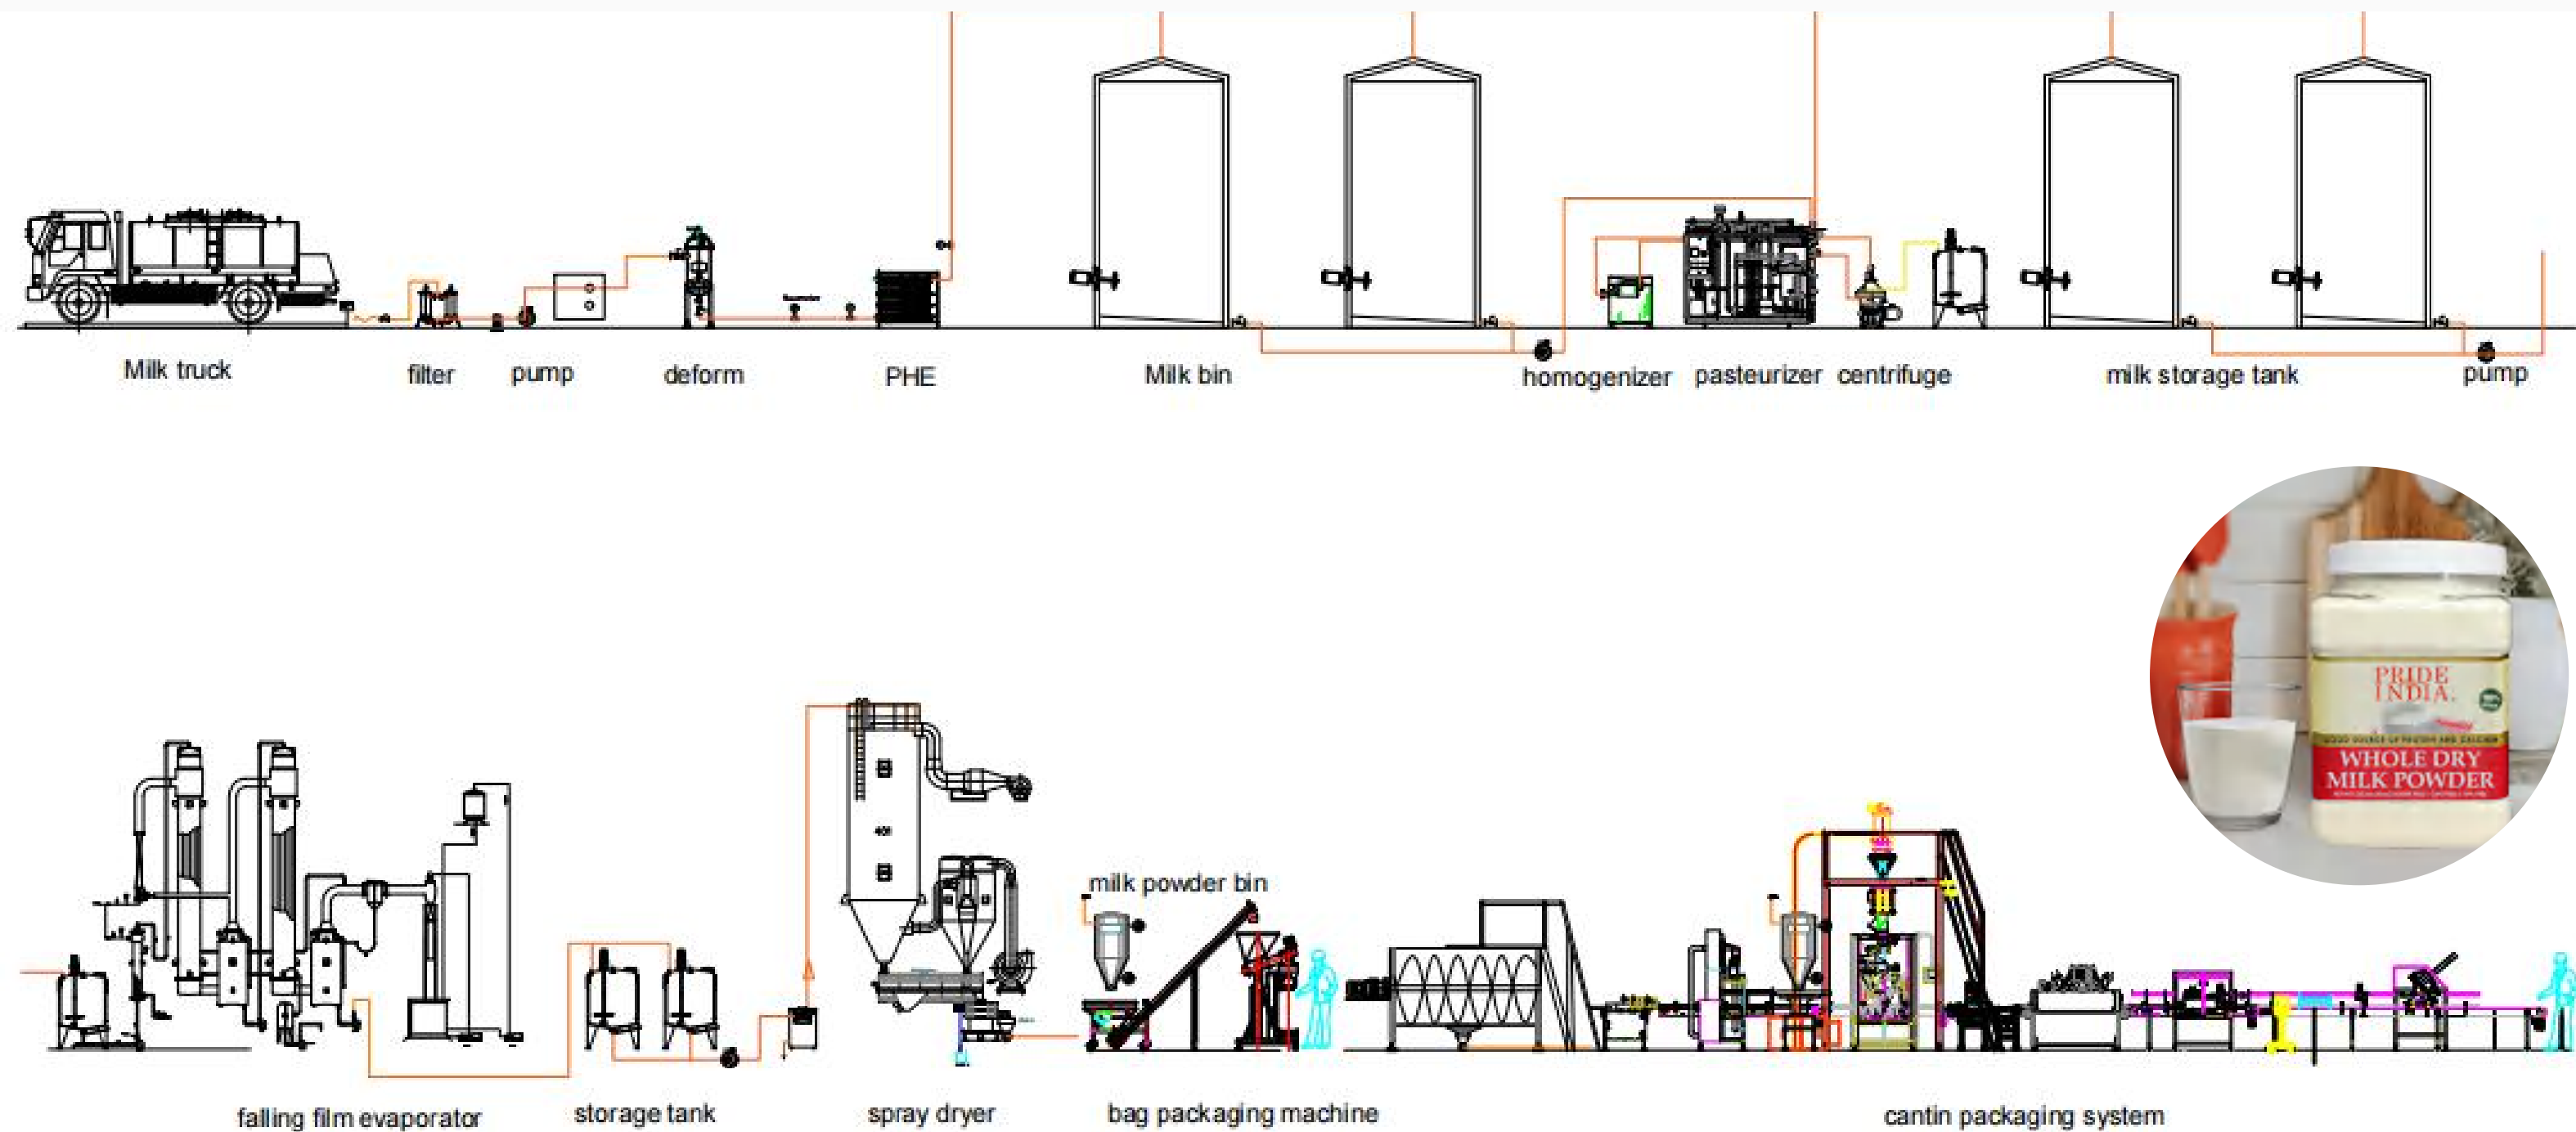 Milk truck
filter
pump
deform
PHE
Milk bin
homogenizer
pasteurizer
centrifuge
milk storage tank
pump
PRIDE
INDIA.
WHOLE DRY
MILK POWDER
milk powder bin
falling film evaporator
storage tank
spray dryer
bag packaging machine
cantin packaging system